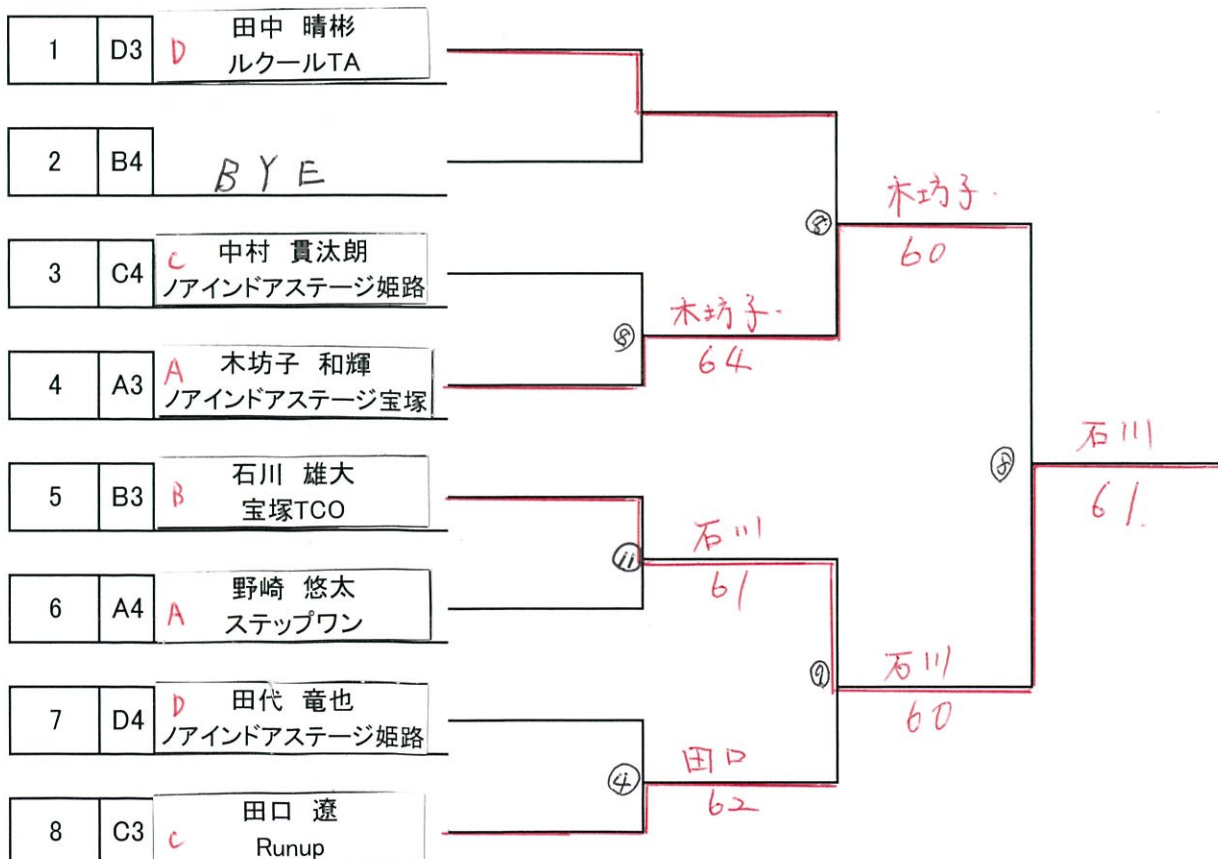 1 D3 D 田中 晴彬
ルクールTA
2 B4 BYE
木坊子.
60
3 C4 C 中村 貫汰朗
ノアインドアステージ姫路
⑧ 木坊子.
64
4 A3 A 木坊子 和輝
ノアインドアステージ宝塚
⑧ 石川
61.
5 B3 B 石川 雄大
宝塚TCO
⑪ 石川
61
6 A4 A 野崎 悠太
ステップワン
⑨ 石川
60
7 D4 D 田代 竜也
ノアインドアステージ姫路
④ 田口
62
8 C3 C 田口 遼
Runup